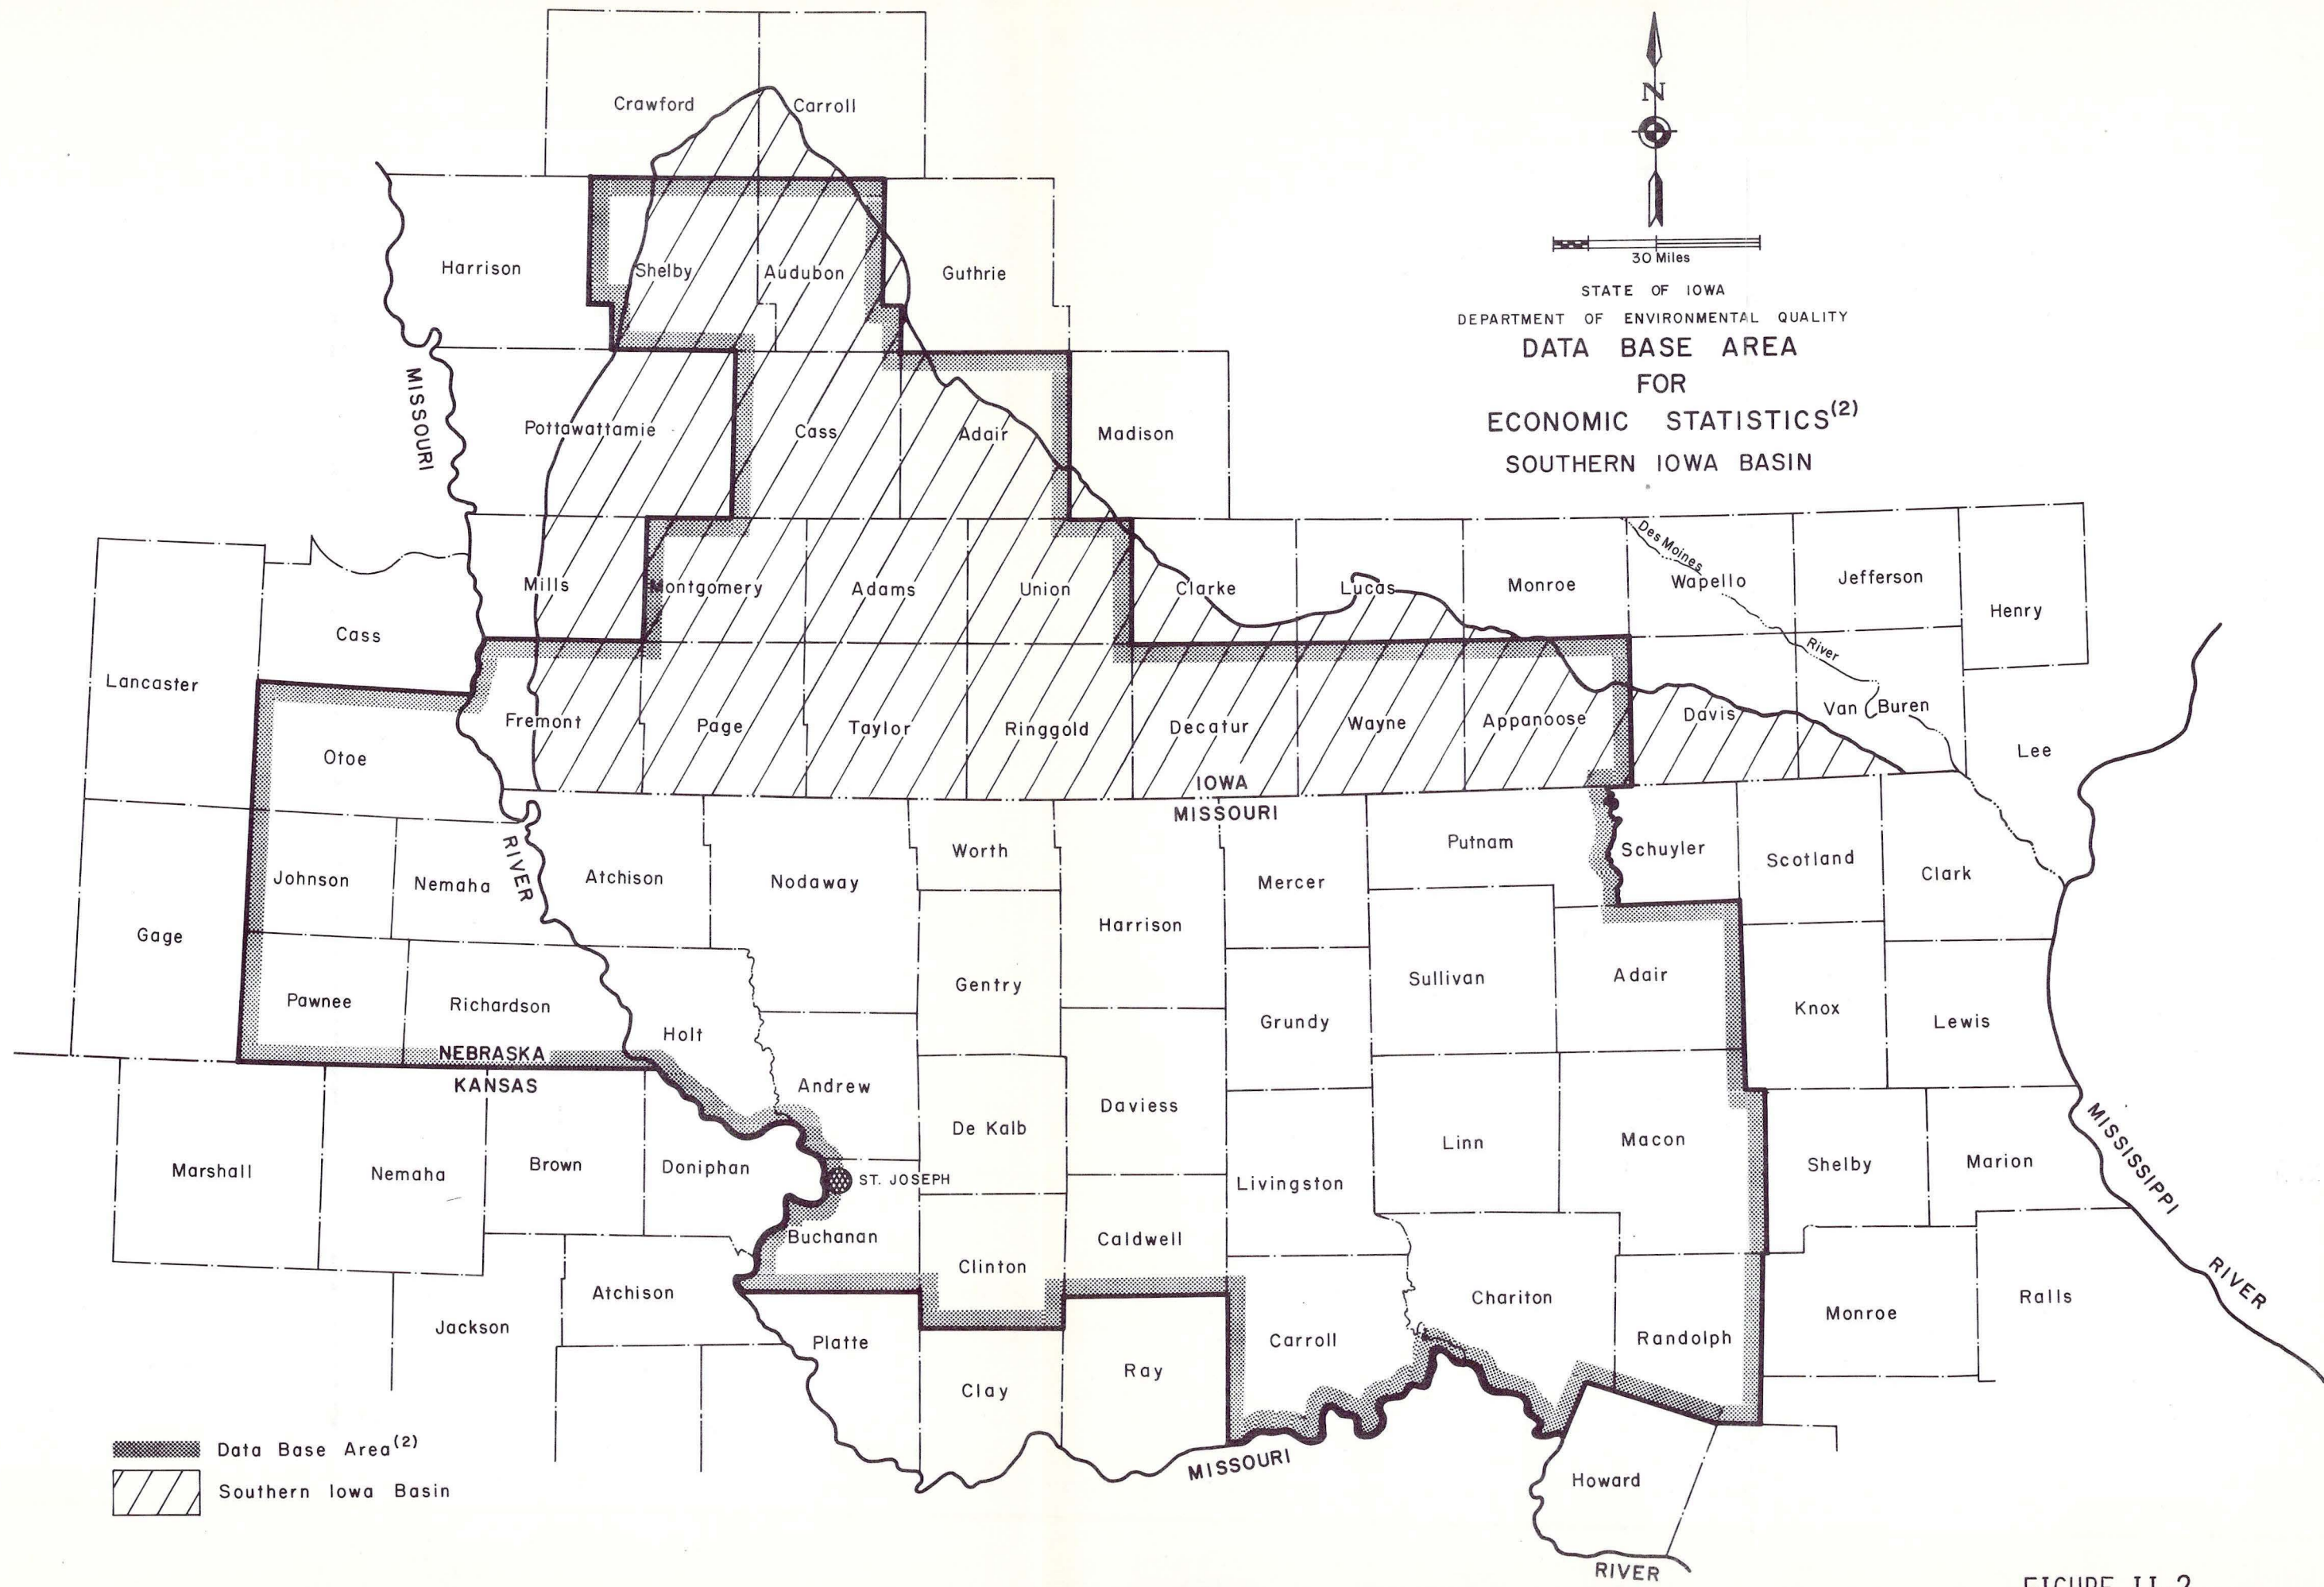 Crawford
Carroll
N
30 Miles
STATE OF IOWA
DEPARTMENT OF ENVIRONMENTAL QUALITY
DATA BASE AREA
FOR
ECONOMIC STATISTICS(2)
SOUTHERN IOWA BASIN
Harrison
Shelby
Audubon
Guthrie
MISSOURI
Pottawattamie
Cass
Adair
Madison
Mills
Montgomery
Adams
Union
Clarke
Lucas
Monroe
Des Moines
Wapello
Jefferson
Henry
River
Lancaster
Cass
Otoe
Fremont
Page
Taylor
Ringgold
Decatur
Wayne
Appanoose
Davis
Van Buren
Lee
IOWA
MISSOURI
RIVER
Gage
Johnson
Nemaha
Atchison
Nodaway
Worth
Harrison
Mercer
Putnam
Schuyler
Scotland
Clark
Pawnee
Richardson
Holt
Gentry
Grundy
Sullivan
Adair
Knox
Lewis
NEBRASKA
KANSAS
Andrew
De Kalb
Daviess
Linn
Macon
Shelby
Marion
MISSISSIPPI
RIVER
Marshall
Nemaha
Brown
Doniphan
ST. JOSEPH
Livingston
Buchanan
Clinton
Caldwell
Atchison
Jackson
Platte
Clay
Ray
Carroll
Chariton
Randolph
Monroe
Ralls
MISSOURI
Howard
RIVER
Data Base Area(2)
Southern Iowa Basin